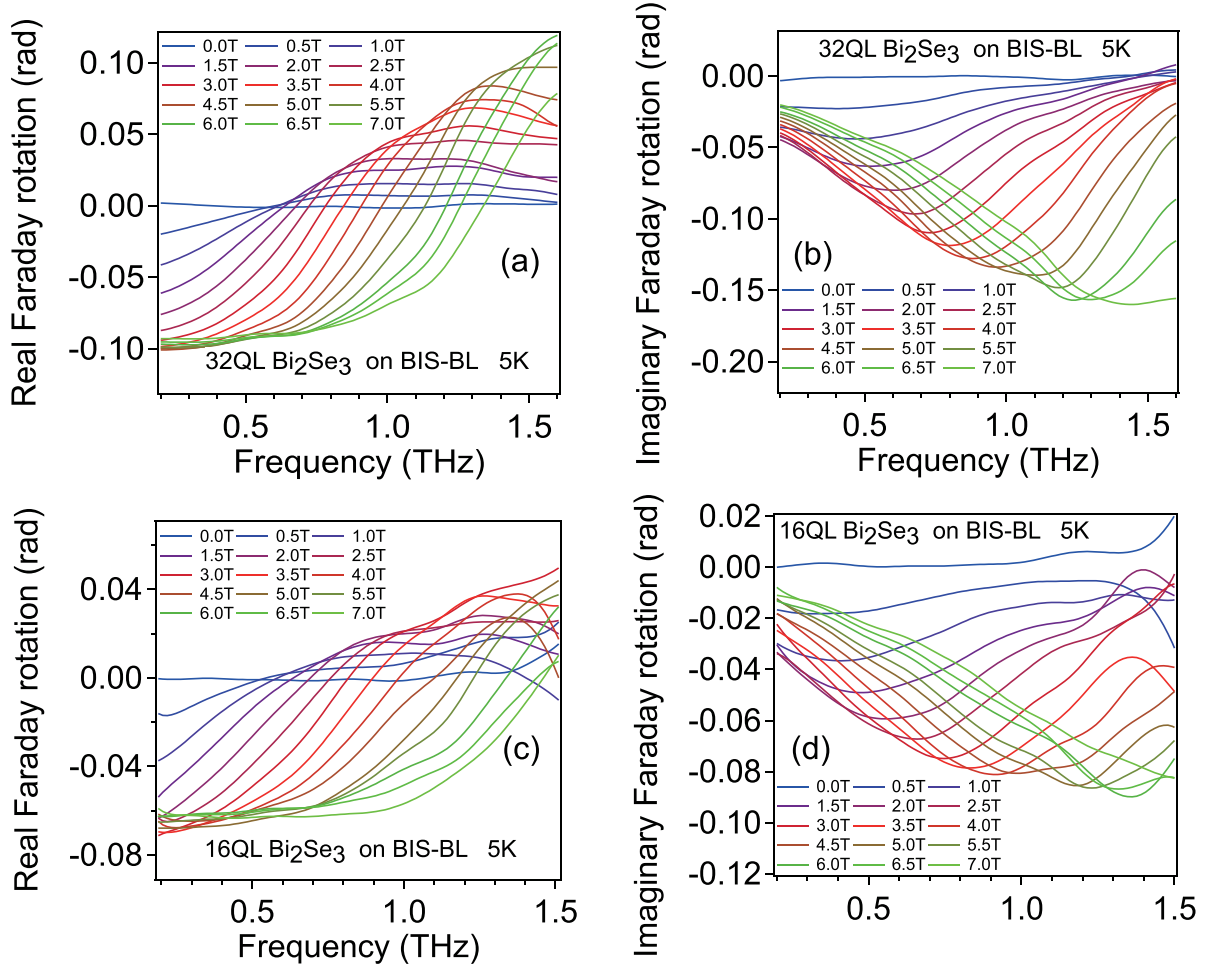 Real Faraday rotation (rad)
0.10
0.05
0.00
-0.05
-0.10
0.0T 0.5T 1.0T
1.5T 2.0T 2.5T
3.0T 3.5T 4.0T
4.5T 5.0T 5.5T
6.0T 6.5T 7.0T
(a)
32QL Bi2Se3 on BIS-BL 5K
0.5 1.0 1.5
Frequency (THz)
Imaginary Faraday rotation (rad)
0.00
-0.05
-0.10
-0.15
-0.20
32QL Bi2Se3 on BIS-BL 5K
(b)
0.0T 0.5T 1.0T
1.5T 2.0T 2.5T
3.0T 3.5T 4.0T
4.5T 5.0T 5.5T
6.0T 6.5T 7.0T
0.5 1.0 1.5
Frequency (THz)
Real Faraday rotation (rad)
0.04
0.00
-0.04
-0.08
0.0T 0.5T 1.0T
1.5T 2.0T 2.5T
3.0T 3.5T 4.0T
4.5T 5.0T 5.5T
6.0T 6.5T 7.0T
(c)
16QL Bi2Se3 on BIS-BL 5K
0.5 1.0 1.5
Frequency (THz)
Imaginary Faraday rotation (rad)
0.02
0.00
-0.02
-0.04
-0.06
-0.08
-0.10
-0.12
16QL Bi2Se3 on BIS-BL 5K
(d)
0.0T 0.5T 1.0T
1.5T 2.0T 2.5T
3.0T 3.5T 4.0T
4.5T 5.0T 5.5T
6.0T 6.5T 7.0T
0.5 1.0 1.5